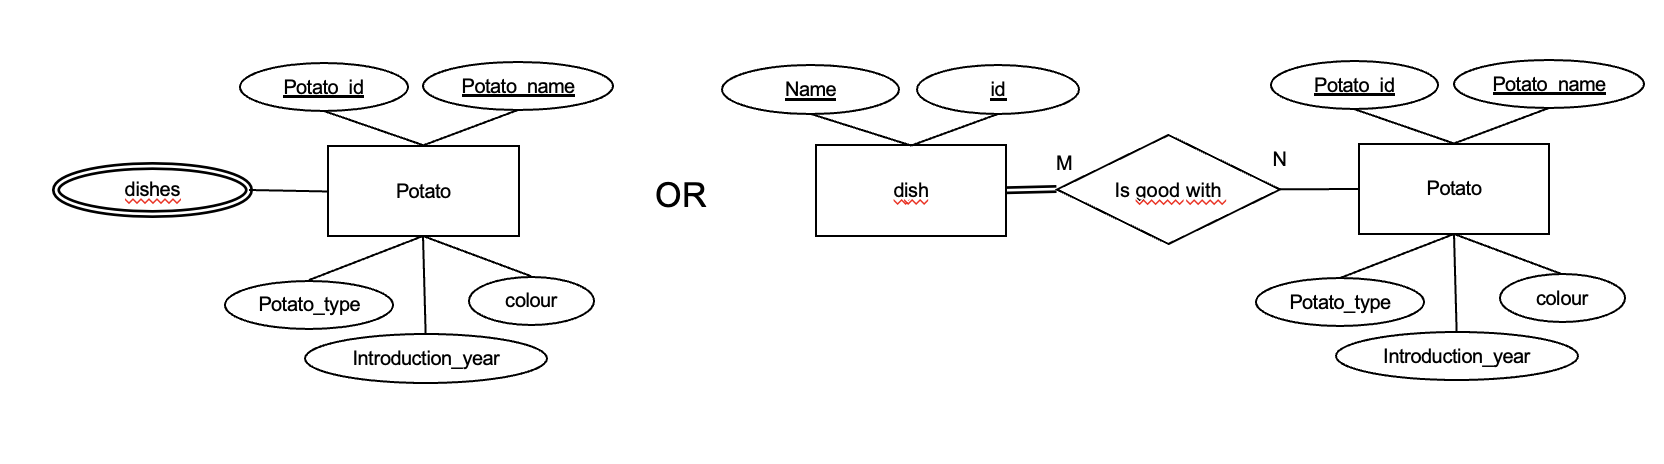 Potato_id
Potato_name
dishes
Potato
Potato_type
colour
Introduction_year
OR
Name
id
dish
M
Is good with
N
Potato_id
Potato_name
Potato
Potato_type
colour
Introduction_year